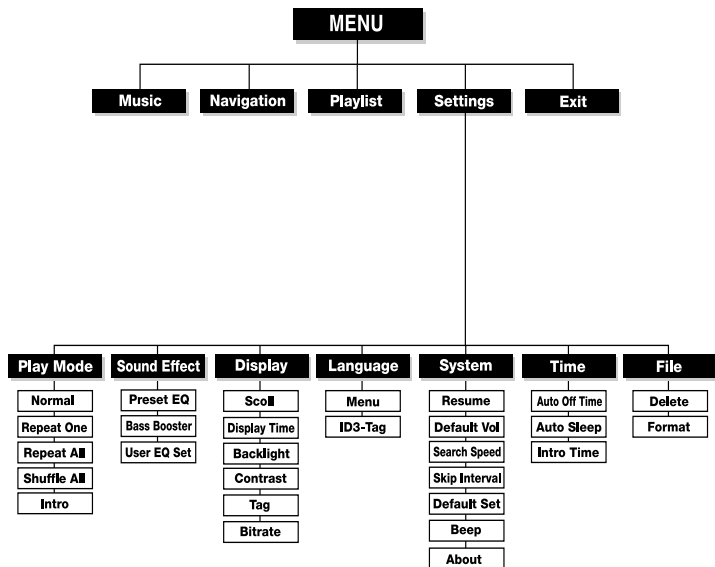 MENU
Music Navigation Playlist Settings Exit
Play Mode Sound Effect Display Language System Time File
Normal Preset EQ Scoll Menu Resume Auto Off Time Delete
Repeat One Bass Booster Display Time ID3-Tag Default Vol Auto Sleep Format
Repeat All User EQ Set Backlight Search Speed Intro Time
Shuffle All Contrast Skip Interval
Intro Tag Default Set
Bitrate Beep
About